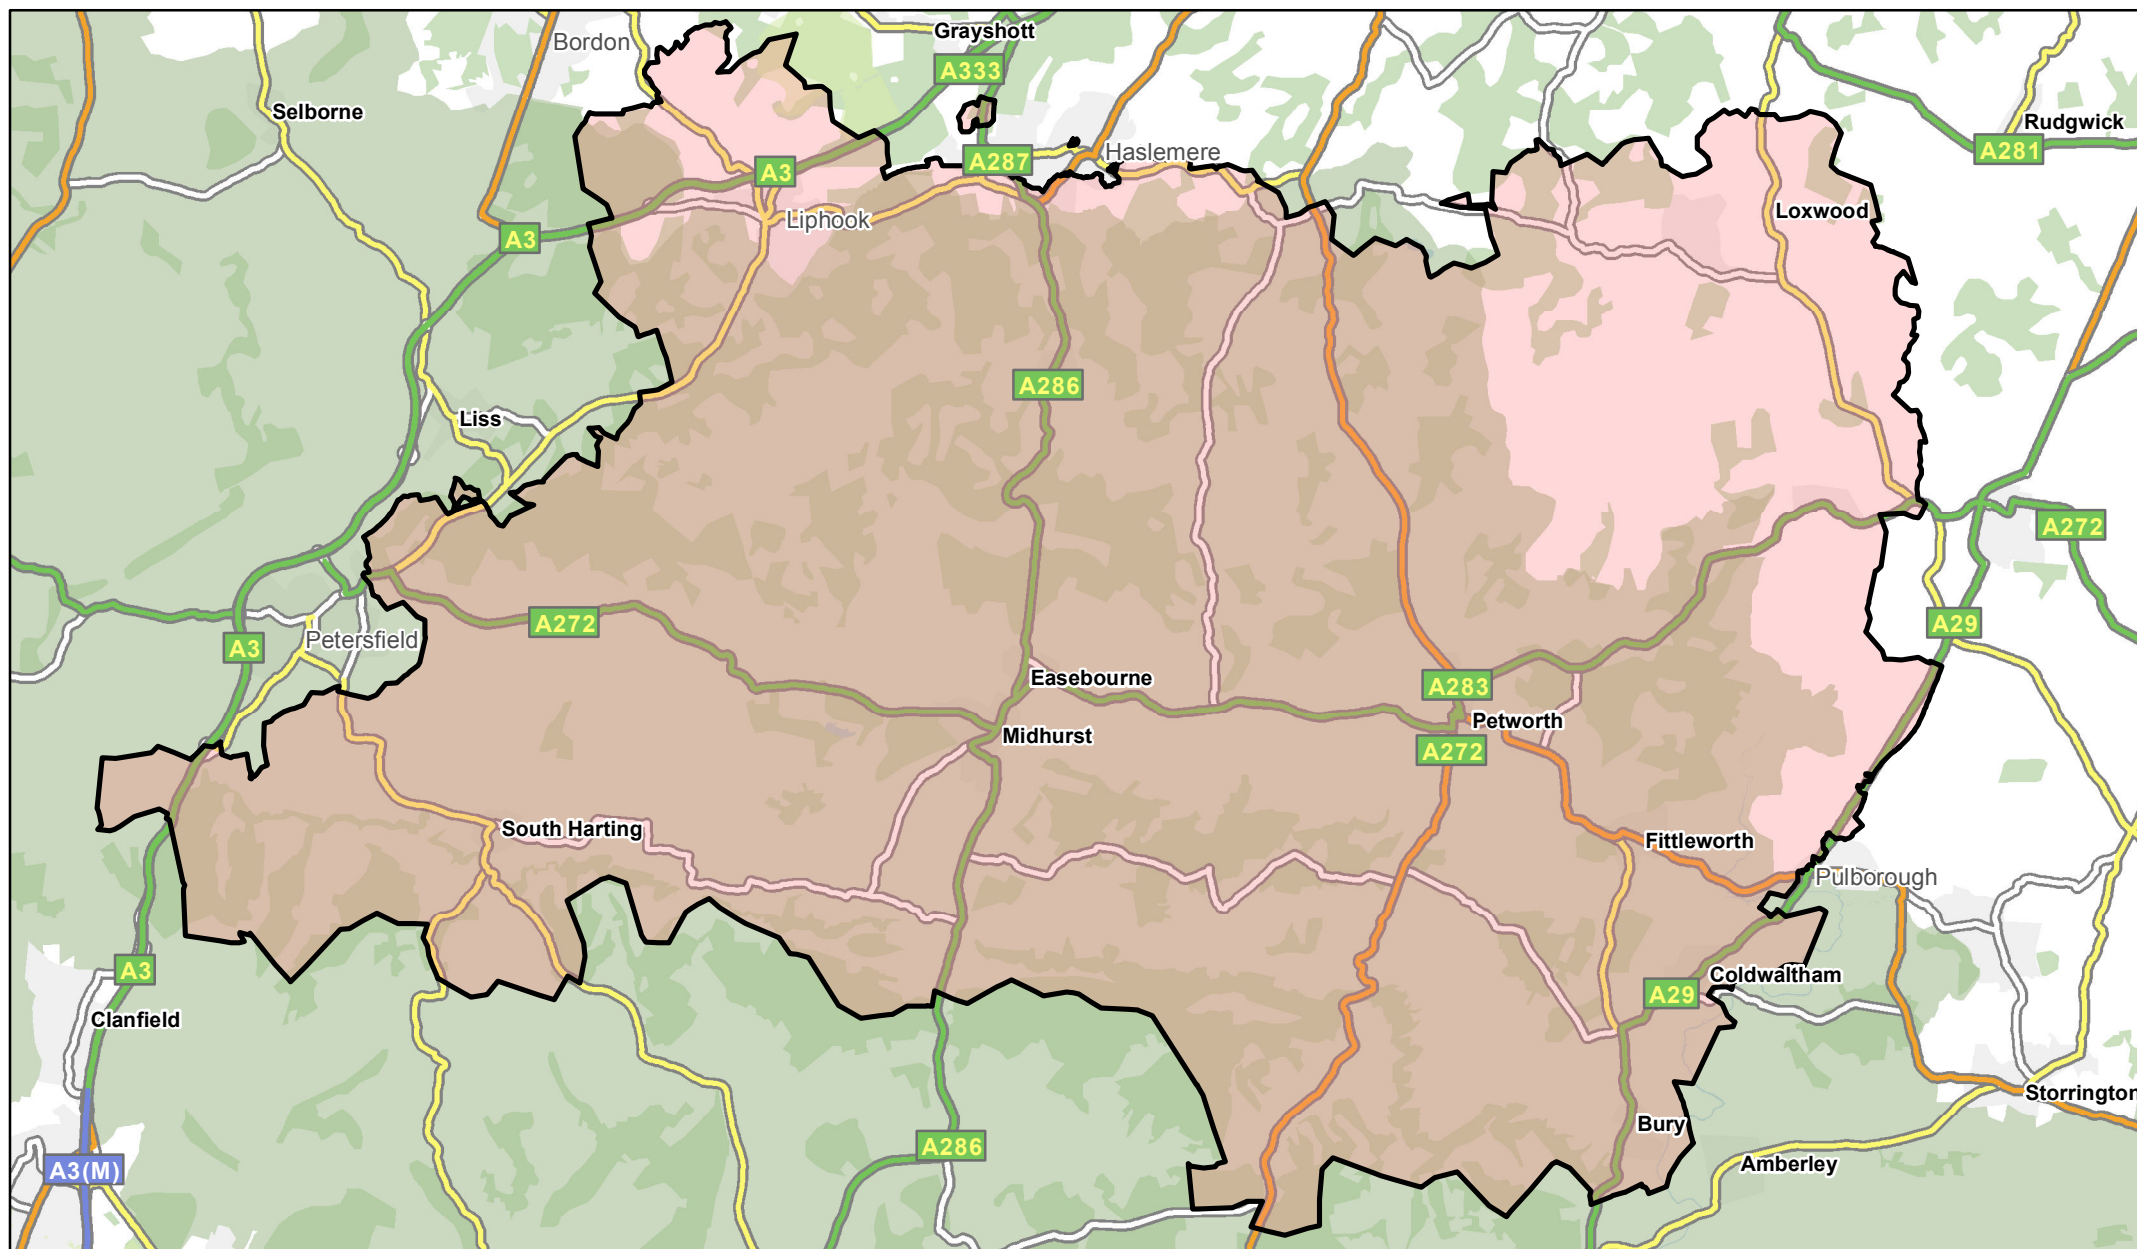 Grayshott
Bordon
A333
Selborne
Rudgwick
A281
Haslemere
A287
A3
Loxwood
Liphook
A3
A286
Liss
A272
A272
A29
Petersfield
A3
Easebourne
A283
Petworth
Midhurst
A272
South Harting
Fittleworth
Pulborough
A3
Coldwaltham
A29
Clanfield
Storrington
Bury
A286
Amberley
A3(M)